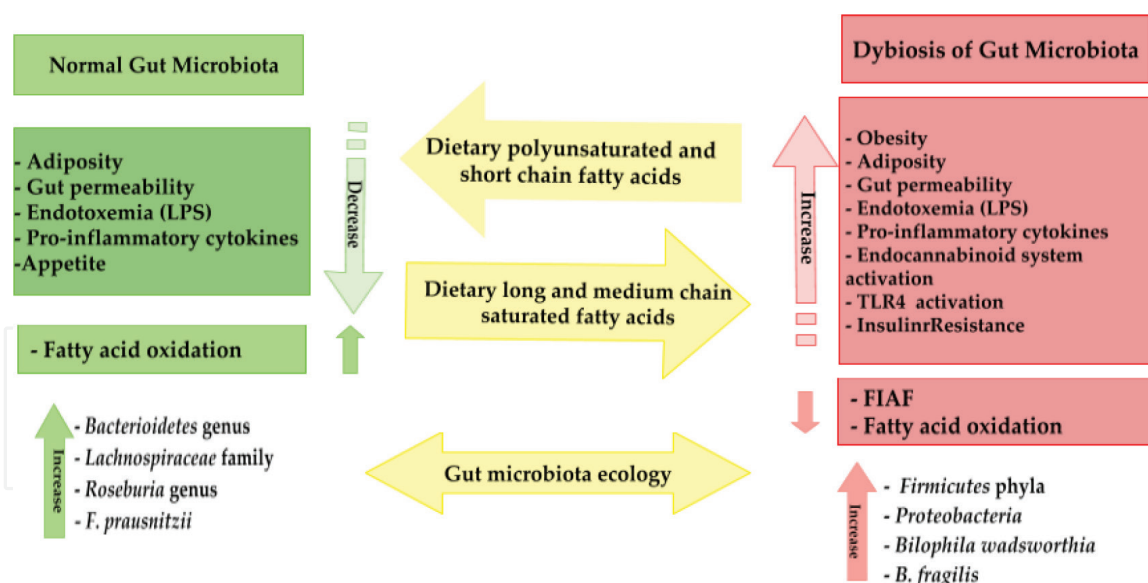 Normal Gut Microbiota
- Adiposity
- Gut permeability
- Endotoxemia (LPS)
- Pro-inflammatory cytokines
-Appetite
Decrease
- Fatty acid oxidation
Increase
- Bacterioidetes genus
- Lachnospiraceae family
- Roseburia genus
- F. prausnitzii
Dietary polyunsaturated and
short chain fatty acids
Dietary long and medium chain
saturated fatty acids
Gut microbiota ecology
Dybiosis of Gut Microbiota
Increase
- Obesity
- Adiposity
- Gut permeability
- Endotoxemia (LPS)
- Pro-inflammatory cytokines
- Endocannabinoid system
activation
- TLR4 activation
- InsulinrResistance
- FIAF
- Fatty acid oxidation
Increase
- Firmicutes phyla
- Proteobacteria
- Bilophila wadsworthia
- B. fragilis